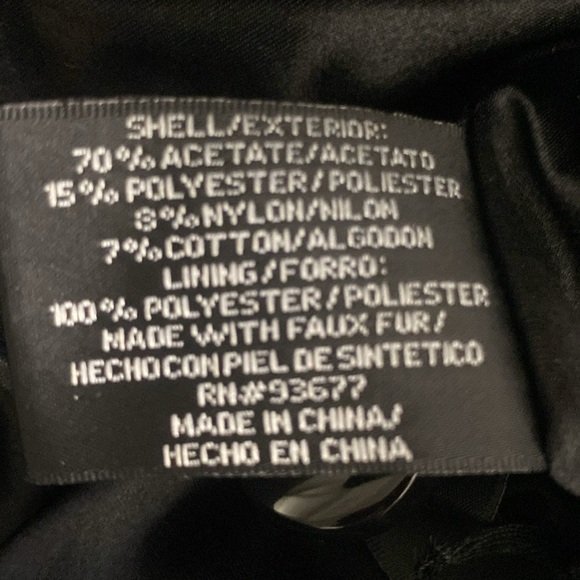 SHELL/EXTERIOR:
70% ACETATE/ACETATO
15% POLYESTER/POLIESTER
8% NYLON/NILON
7% COTTON/ALGODON
LINING/FORRO:
100% POLYESTER/POLIESTER
MADE WITH FAUX FUR/
HECHO CON PIEL DE SINTETICO
RN#93677
MADE IN CHINA/
HECHO EN CHINA